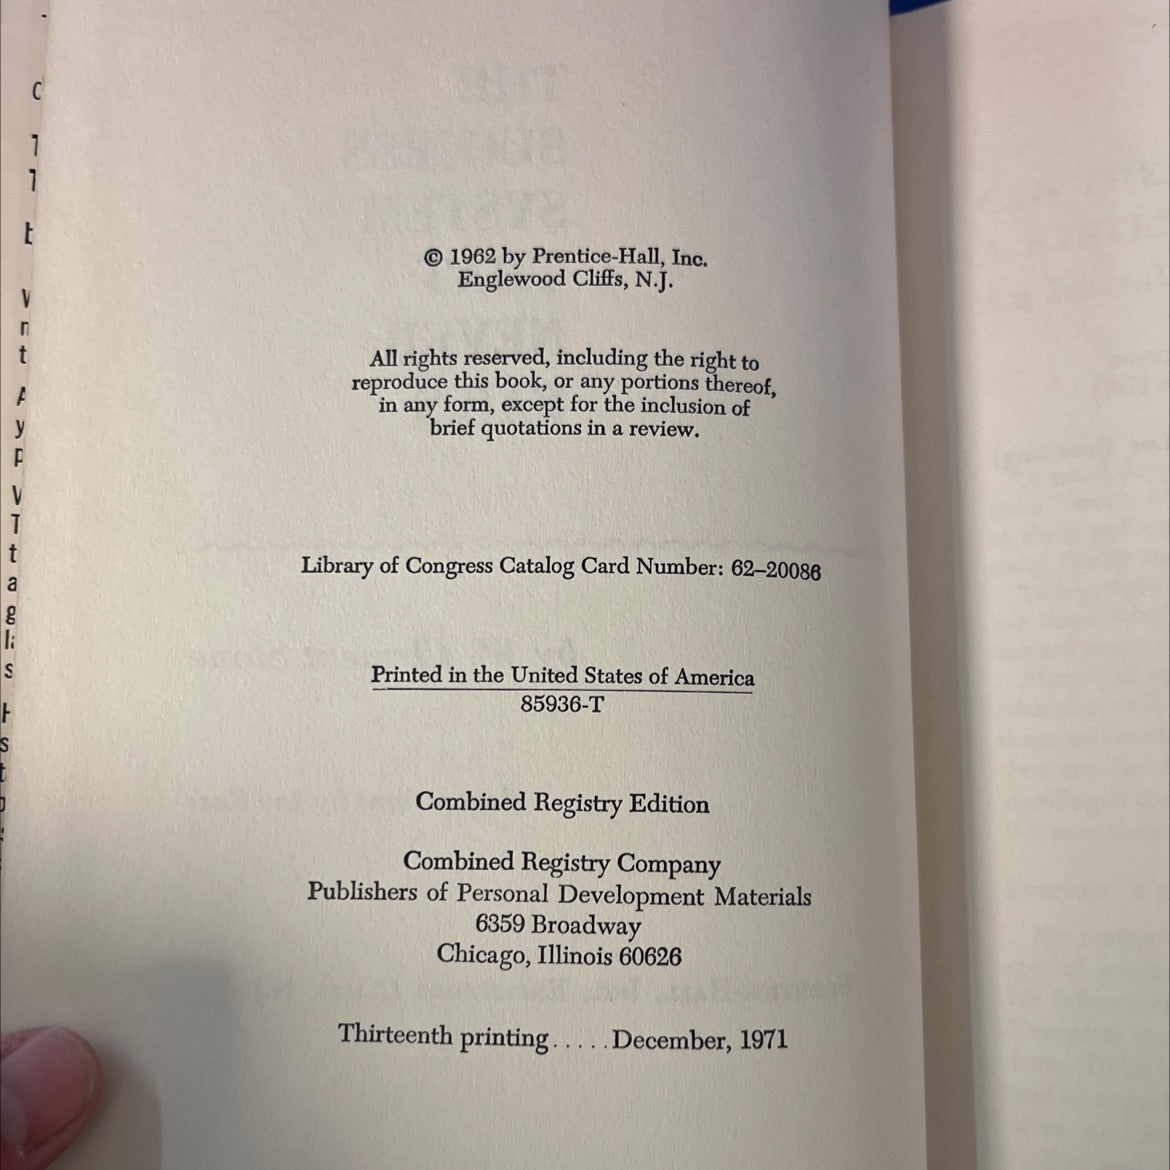 © 1962 by Prentice-Hall, Inc.
Englewood Cliffs, N.J.
All rights reserved, including the right to
reproduce this book, or any portions thereof,
in any form, except for the inclusion of
brief quotations in a review.
Library of Congress Catalog Card Number: 62–20086
Printed in the United States of America
85936-T
Combined Registry Edition
Combined Registry Company
Publishers of Personal Development Materials
6359 Broadway
Chicago, Illinois 60626
Thirteenth printing.....December, 1971